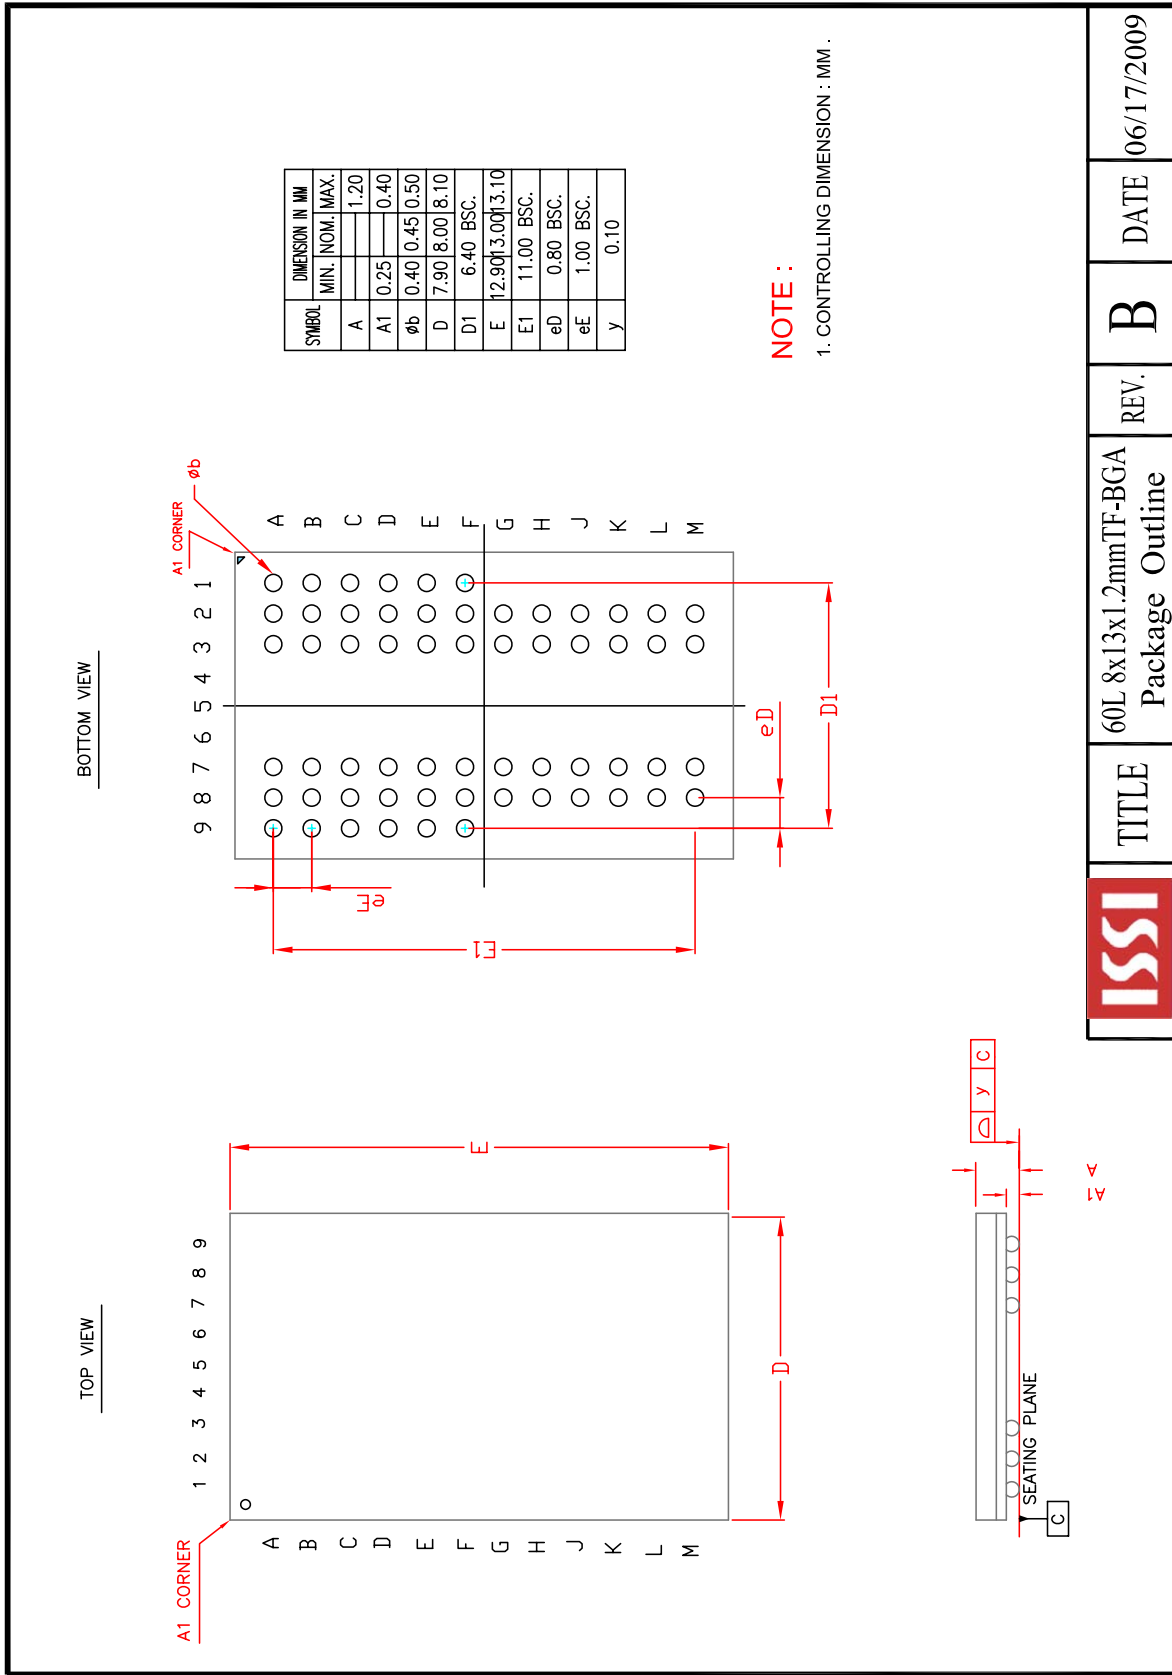 TOP VIEW
A1 CORNER
1 2 3 4 5 6 7 8 9
A
B
C
D
E
F
G
H
J
K
L
M
E
D
BOTTOM VIEW
A1 CORNER
øb
9 8 7 6 5 4 3 2 1
A
B
C
D
E
F
G
H
J
K
L
M
eE
E1
eD
D1
SYMBOL DIMENSION IN MM
MIN. NOM. MAX.
A 1.20
A1 0.25 0.40
øb 0.40 0.45 0.50
D 7.90 8.00 8.10
D1 6.40 BSC.
E 12.90 13.00 13.10
E1 11.00 BSC.
eD 0.80 BSC.
eE 1.00 BSC.
y 0.10
NOTE :
1. CONTROLLING DIMENSION : MM .
SEATING PLANE
C
y C
A
A1
ISSI
TITLE
60L 8x13x1.2mmTF-BGA
Package Outline
REV.
B
DATE
06/17/2009